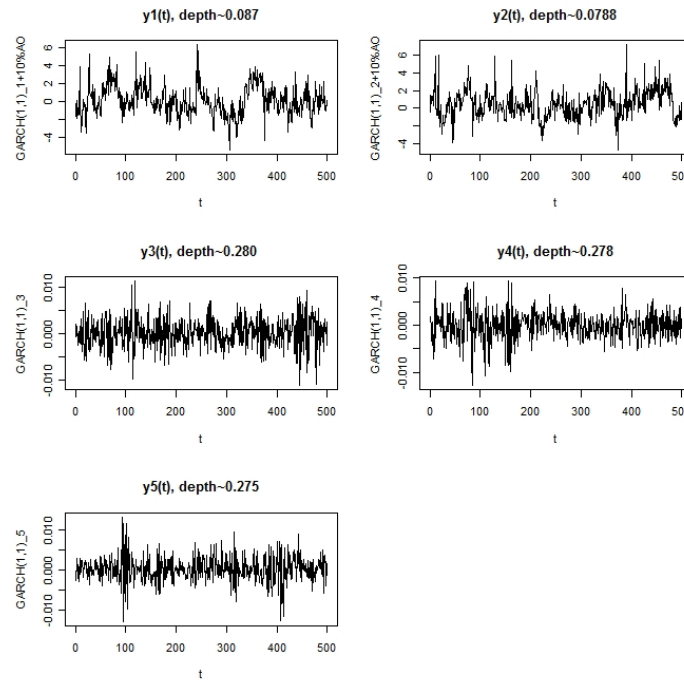 y1(t), depth~0.087
GARCH(1,1)_1+10%AO
6
4
2
0
-4
0 100 200 300 400 500
t
y2(t), depth~0.0788
GARCH(1,1)_2+10%AO
6
4
2
0
-4
0 100 200 300 400 500
t
y3(t), depth~0.280
GARCH(1,1)_3
0.010
0.000
-0.010
0 100 200 300 400 500
t
y4(t), depth~0.278
GARCH(1,1)_4
0.010
0.000
-0.010
0 100 200 300 400 500
t
y5(t), depth~0.275
GARCH(1,1)_5
0.010
0.000
-0.010
0 100 200 300 400 500
t